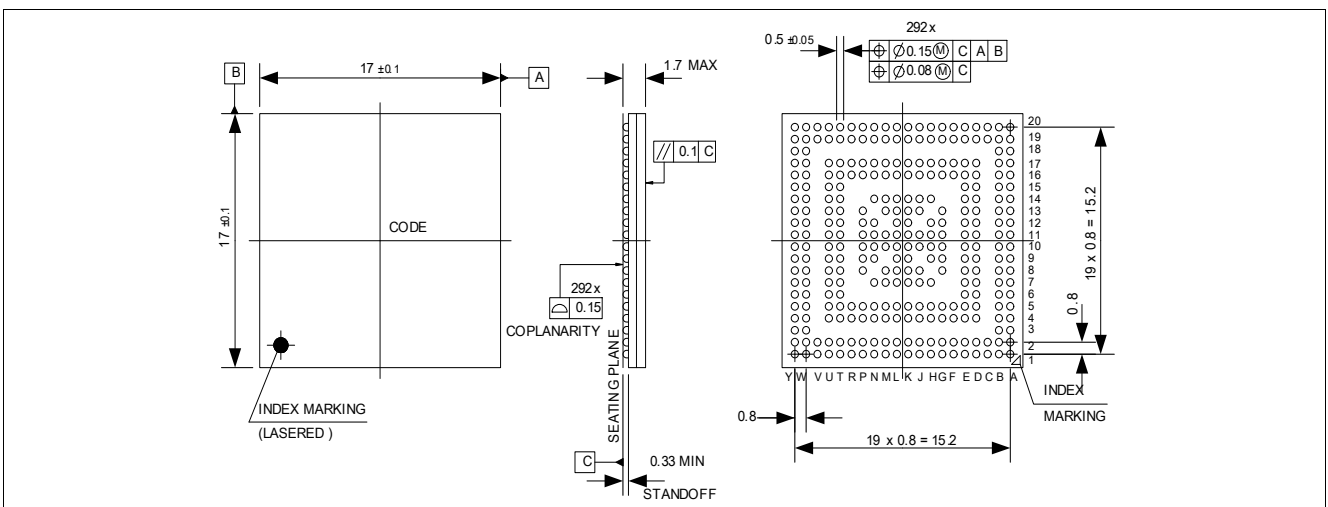 B
17 ±0.1
A
17 ±0.1
CODE
INDEX MARKING
(LASERED )
1.7 MAX
// 0.1 C
292x
0.15
COPLANARITY
SEATING PLANE
C
0.33 MIN
STANDOFF
0.5 ±0.05
292x
⌖ Ø0.15 Ⓜ C A B
⌖ Ø0.08 Ⓜ C
20
19
18
17
16
15
14
13
12
11
10
9
8
7
6
5
4
3
2
1
19 x 0.8 = 15.2
0.8
Y W V U T R P N M L K J H G F E D C B A
INDEX
MARKING
0.8
19 x 0.8 = 15.2